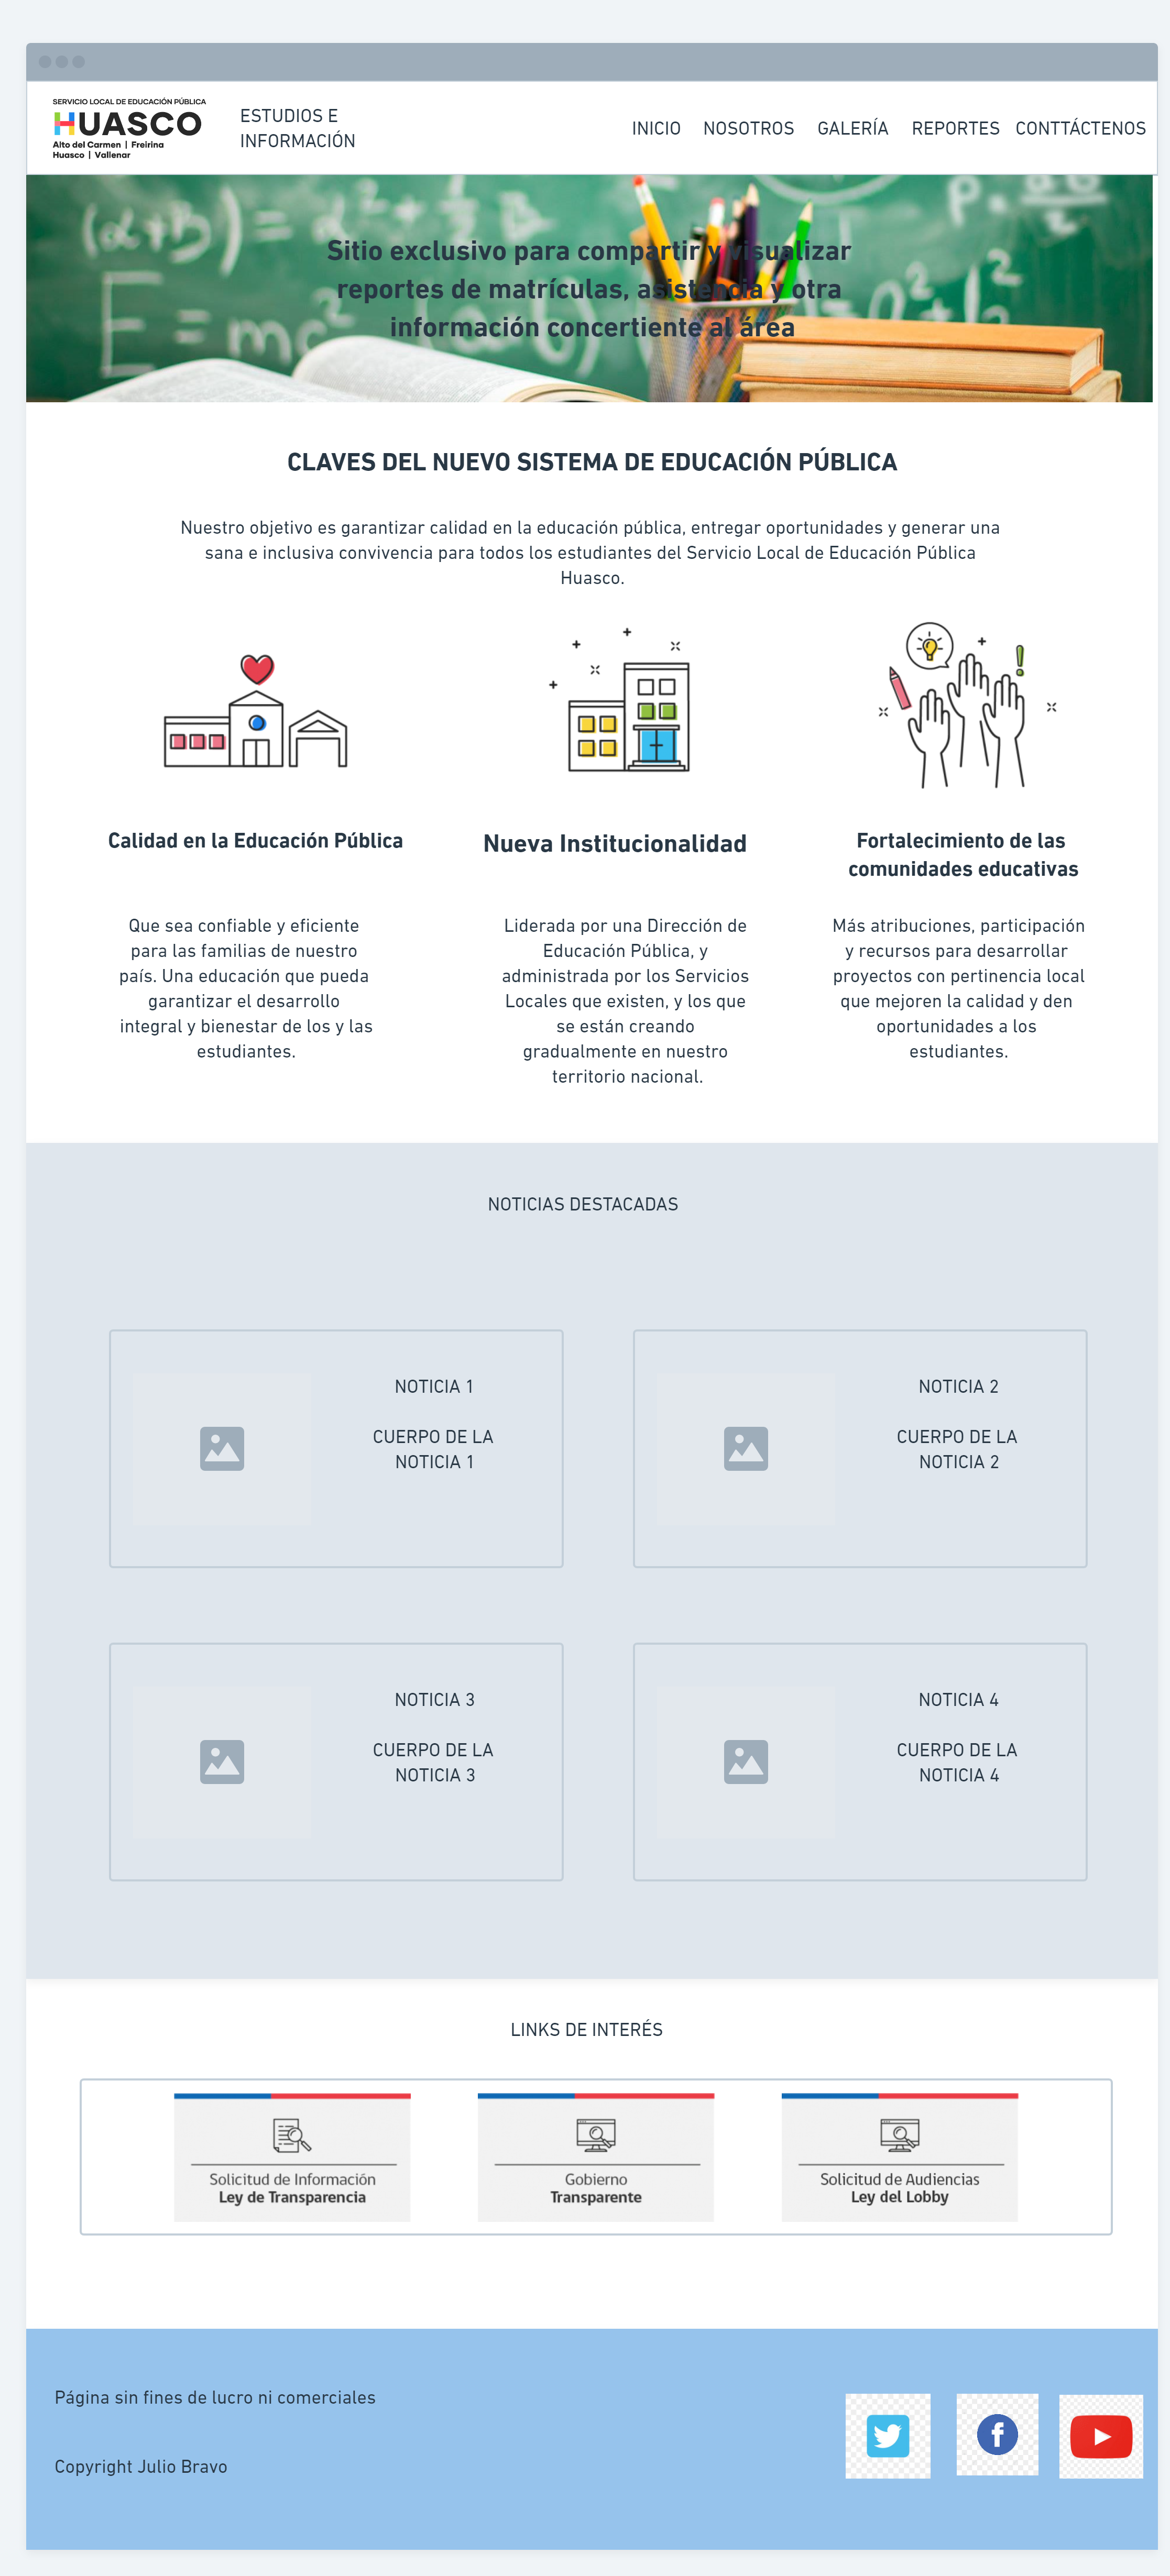 SERVICIO LOCAL DE EDUCACIÓN PÚBLICA
HUASCO
Alto del Carmen | Freirina
Huasco | Vallenar
ESTUDIOS E
INFORMACIÓN
INICIO NOSOTROS GALERÍA REPORTES CONTTÁCTENOS
Sitio exclusivo para compartir y visualizar
reportes de matrículas, asistencia y otra
información concertiente al área
CLAVES DEL NUEVO SISTEMA DE EDUCACIÓN PÚBLICA
Nuestro objetivo es garantizar calidad en la educación pública, entregar oportunidades y generar una
sana e inclusiva convivencia para todos los estudiantes del Servicio Local de Educación Pública
Huasco.
Calidad en la Educación Pública
Que sea confiable y eficiente
para las familias de nuestro
país. Una educación que pueda
garantizar el desarrollo
integral y bienestar de los y las
estudiantes.
Nueva Institucionalidad
Liderada por una Dirección de
Educación Pública, y
administrada por los Servicios
Locales que existen, y los que
se están creando
gradualmente en nuestro
territorio nacional.
Fortalecimiento de las
comunidades educativas
Más atribuciones, participación
y recursos para desarrollar
proyectos con pertinencia local
que mejoren la calidad y den
oportunidades a los
estudiantes.
NOTICIAS DESTACADAS
NOTICIA 1
CUERPO DE LA
NOTICIA 1
NOTICIA 2
CUERPO DE LA
NOTICIA 2
NOTICIA 3
CUERPO DE LA
NOTICIA 3
NOTICIA 4
CUERPO DE LA
NOTICIA 4
LINKS DE INTERÉS
Solicitud de Información
Ley de Transparencia
Gobierno
Transparente
Solicitud de Audiencias
Ley del Lobby
Página sin fines de lucro ni comerciales
Copyright Julio Bravo